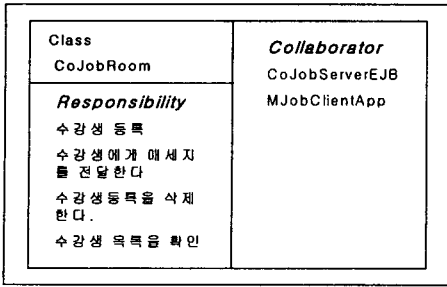 Class
CoJobRoom
Responsibility
수강생 등록
수강생에게 메세지
를 전달한다
수강생등록을 삭제
한다.
수강생 목록을 확인
Collaborator
CoJobServerEJB
MJobClientApp